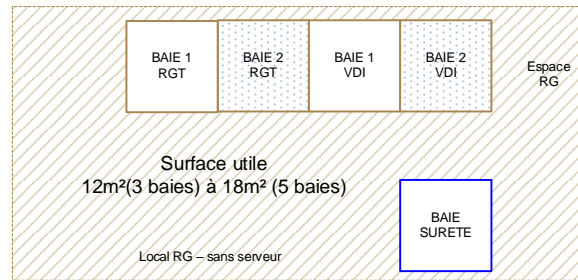 BAIE 1
RGT
BAIE 2
RGT
BAIE 1
VDI
BAIE 2
VDI
Espace
RG
Surface utile
12m²(3 baies) à 18m² (5 baies)
BAIE
SURETE
Local RG – sans serveur